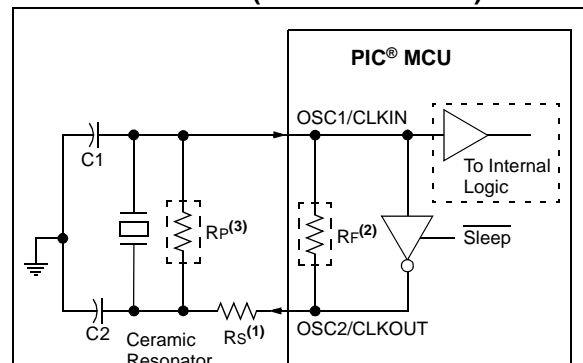 PIC® MCU
OSC1/CLKIN
C1
To Internal
Logic
RP(3)
RF(2)
Sleep
C2
Ceramic
Resonator
RS(1)
OSC2/CLKOUT